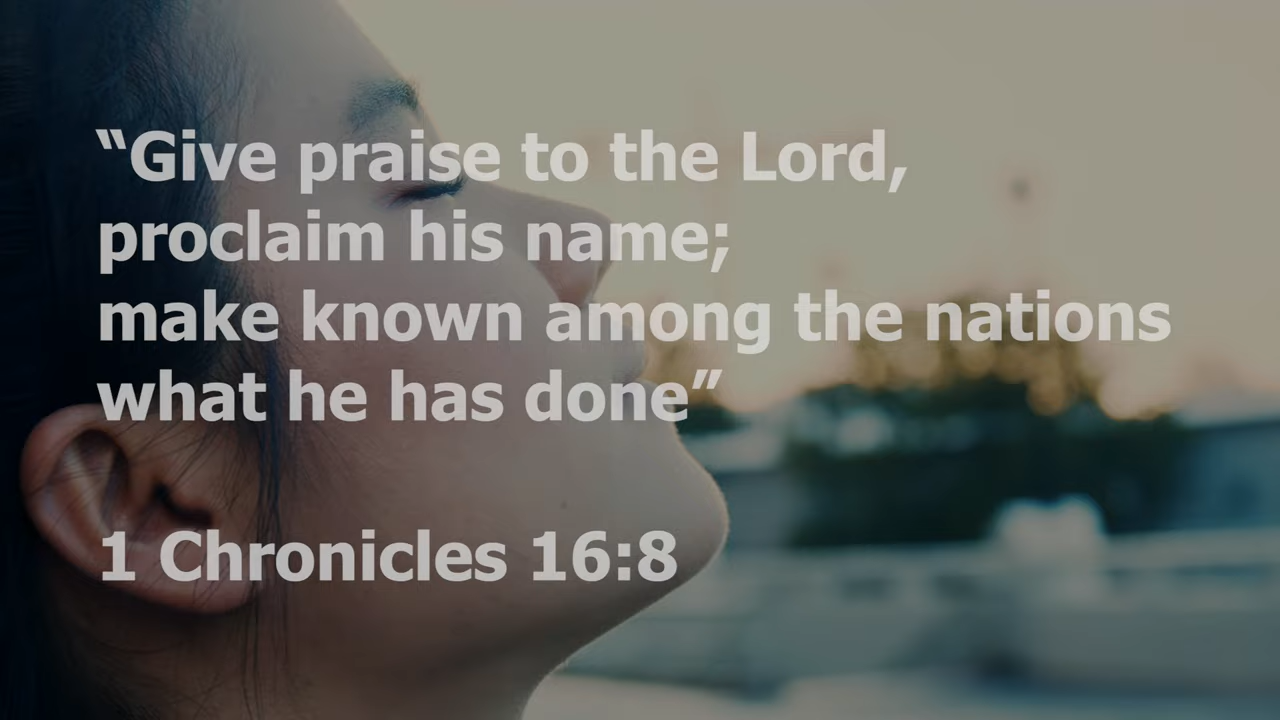 “Give praise to the Lord,
proclaim his name;
make known among the nations
what he has done”
1 Chronicles 16:8